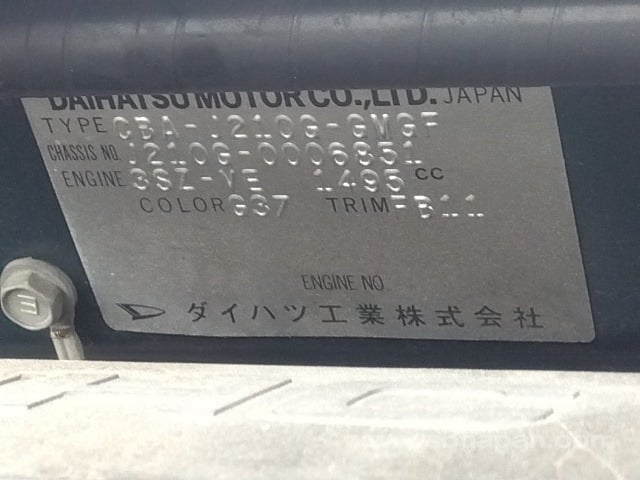 DAIHATSU MOTOR CO.,LTD. JAPAN
TYPE CBA-J210G-GMGF
CHASSIS NO. J210G-0006851
ENGINE 3SZ-VE 1495 CC
COLOR G37 TRIM FB11
ENGINE NO.
ダイハツ工業株式会社